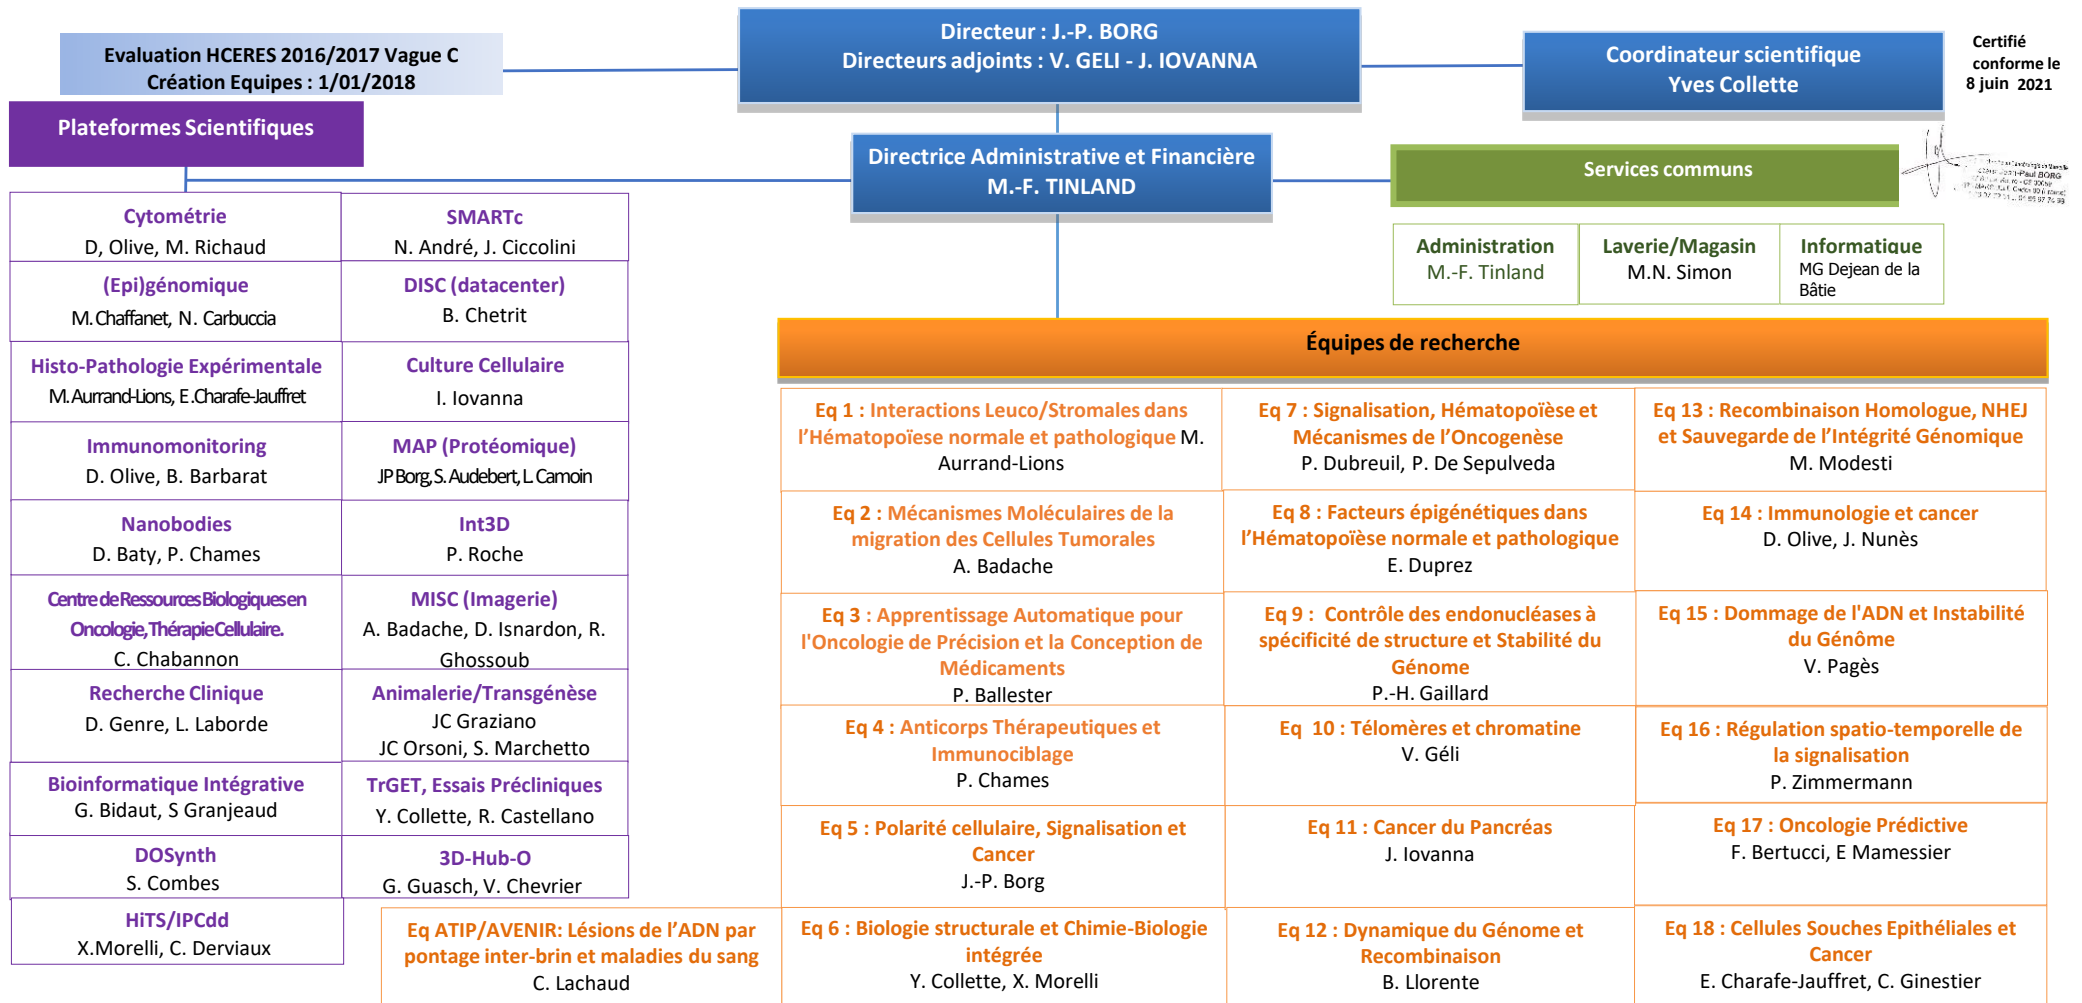 Evaluation HCERES 2016/2017 Vague C
Création Equipes : 1/01/2018
Directeur : J.-P. BORG
Directeurs adjoints : V. GELI - J. IOVANNA
Coordinateur scientifique
Yves Collette
Certifié
conforme le
8 juin 2021
Plateformes Scientifiques
Directrice Administrative et Financière
M.-F. TINLAND
Services communs
Jean-Paul BORG
Administration
M.-F. Tinland
Laverie/Magasin
M.N. Simon
Informatique
MG Dejean de la
Bâtie
Cytométrie
D, Olive, M. Richaud
SMARTc
N. André, J. Ciccolini
(Epi)génomique
M. Chaffanet, N. Carbuccia
DISC (datacenter)
B. Chetrit
Histo-Pathologie Expérimentale
M. Aurrand-Lions, E .Charafe-Jauffret
Culture Cellulaire
I. Iovanna
Immunomonitoring
D. Olive, B. Barbarat
MAP (Protéomique)
JP Borg, S. Audebert, L. Camoin
Nanobodies
D. Baty, P. Chames
Int3D
P. Roche
Centre de Ressources Biologiques en
Oncologie, Thérapie Cellulaire.
C. Chabannon
MISC (Imagerie)
A. Badache, D. Isnardon, R.
Ghossoub
Recherche Clinique
D. Genre, L. Laborde
Animalerie/Transgénèse
JC Graziano
JC Orsoni, S. Marchetto
Bioinformatique Intégrative
G. Bidaut, S Granjeaud
TrGET, Essais Précliniques
Y. Collette, R. Castellano
DOSynth
S. Combes
3D-Hub-O
G. Guasch, V. Chevrier
HiTS/IPCdd
X.Morelli, C. Derviaux
Équipes de recherche
Eq 1 : Interactions Leuco/Stromales dans
l’Hématopoïese normale et pathologique M.
Aurrand-Lions
Eq 7 : Signalisation, Hématopoïèse et
Mécanismes de l’Oncogenèse
P. Dubreuil, P. De Sepulveda
Eq 13 : Recombinaison Homologue, NHEJ
et Sauvegarde de l’Intégrité Génomique
M. Modesti
Eq 2 : Mécanismes Moléculaires de la
migration des Cellules Tumorales
A. Badache
Eq 8 : Facteurs épigénétiques dans
l’Hématopoïèse normale et pathologique
E. Duprez
Eq 14 : Immunologie et cancer
D. Olive, J. Nunès
Eq 3 : Apprentissage Automatique pour
l'Oncologie de Précision et la Conception de
Médicaments
P. Ballester
Eq 9 : Contrôle des endonucléases à
spécificité de structure et Stabilité du
Génome
P.-H. Gaillard
Eq 15 : Dommage de l'ADN et Instabilité
du Génôme
V. Pagès
Eq 4 : Anticorps Thérapeutiques et
Immunociblage
P. Chames
Eq 10 : Télomères et chromatine
V. Géli
Eq 16 : Régulation spatio-temporelle de
la signalisation
P. Zimmermann
Eq 5 : Polarité cellulaire, Signalisation et
Cancer
J.-P. Borg
Eq 11 : Cancer du Pancréas
J. Iovanna
Eq 17 : Oncologie Prédictive
F. Bertucci, E Mamessier
Eq ATIP/AVENIR: Lésions de l’ADN par
pontage inter-brin et maladies du sang
C. Lachaud
Eq 6 : Biologie structurale et Chimie-Biologie
intégrée
Y. Collette, X. Morelli
Eq 12 : Dynamique du Génome et
Recombinaison
B. Llorente
Eq 18 : Cellules Souches Epithéliales et
Cancer
E. Charafe-Jauffret, C. Ginestier